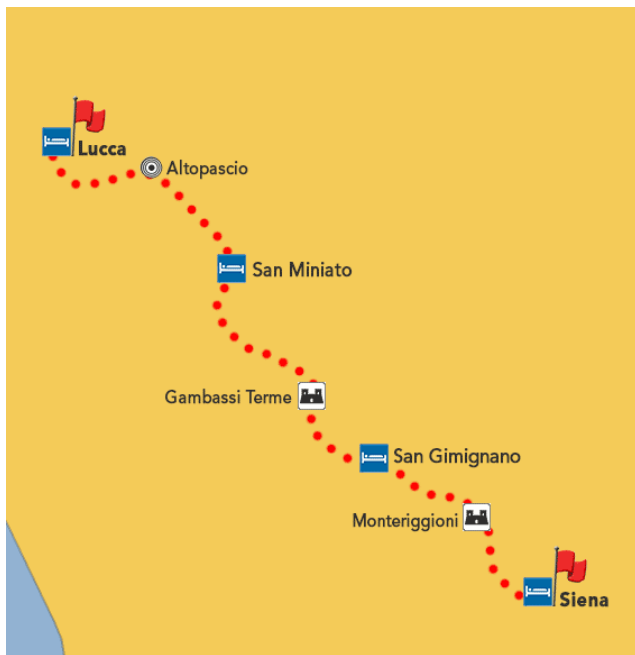 Lucca
Altopascio
San Miniato
Gambassi Terme
San Gimignano
Monteriggioni
Siena